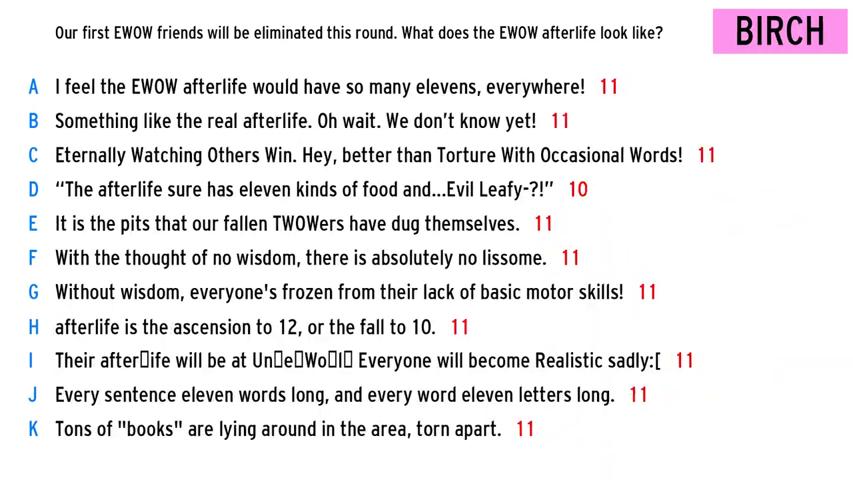 Our first EWOW friends will be eliminated this round. What does the EWOW afterlife look like?
BIRCH
A I feel the EWOW afterlife would have so many elevens, everywhere! 11
B Something like the real afterlife. Oh wait. We don't know yet! 11
C Eternally Watching Others Win. Hey, better than Torture With Occasional Words! 11
D “The afterlife sure has eleven kinds of food and...Evil Leafy-?!” 10
E It is the pits that our fallen TWOWers have dug themselves. 11
F With the thought of no wisdom, there is absolutely no lissome. 11
G Without wisdom, everyone's frozen from their lack of basic motor skills! 11
H afterlife is the ascension to 12, or the fall to 10. 11
I Their after▯ife will be at Un▯e▯Wo▯l▯ Everyone will become Realistic sadly:[ 11
J Every sentence eleven words long, and every word eleven letters long. 11
K Tons of "books" are lying around in the area, torn apart. 11